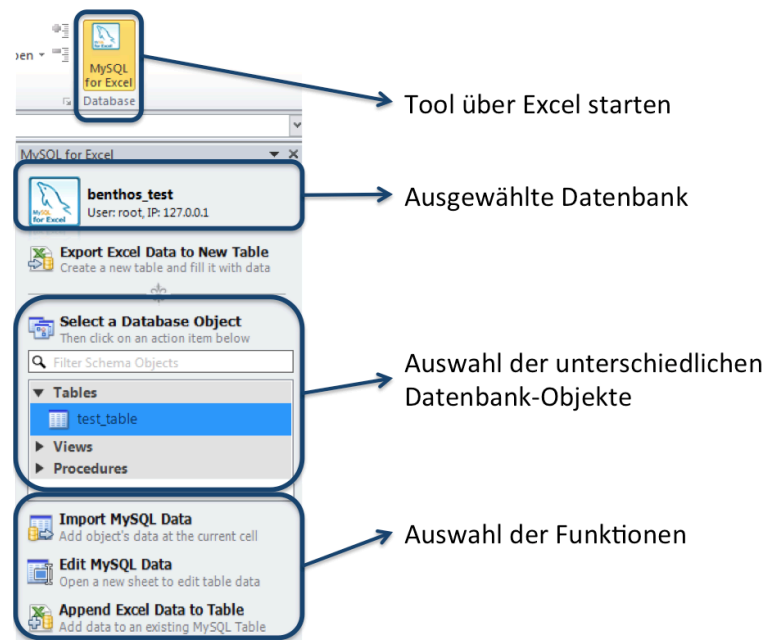 pen
MySQL
for Excel
Database
Tool über Excel starten
MySQL for Excel
MySQL
for Excel
benthos_test
User: root, IP: 127.0.0.1
Ausgewählte Datenbank
Export Excel Data to New Table
Create a new table and fill it with data
Select a Database Object
Then click on an action item below
Filter Schema Objects
Tables
test_table
Views
Procedures
Auswahl der unterschiedlichen
Datenbank-Objekte
Import MySQL Data
Add object's data at the current cell
Edit MySQL Data
Open a new sheet to edit table data
Append Excel Data to Table
Add data to an existing MySQL Table
Auswahl der Funktionen